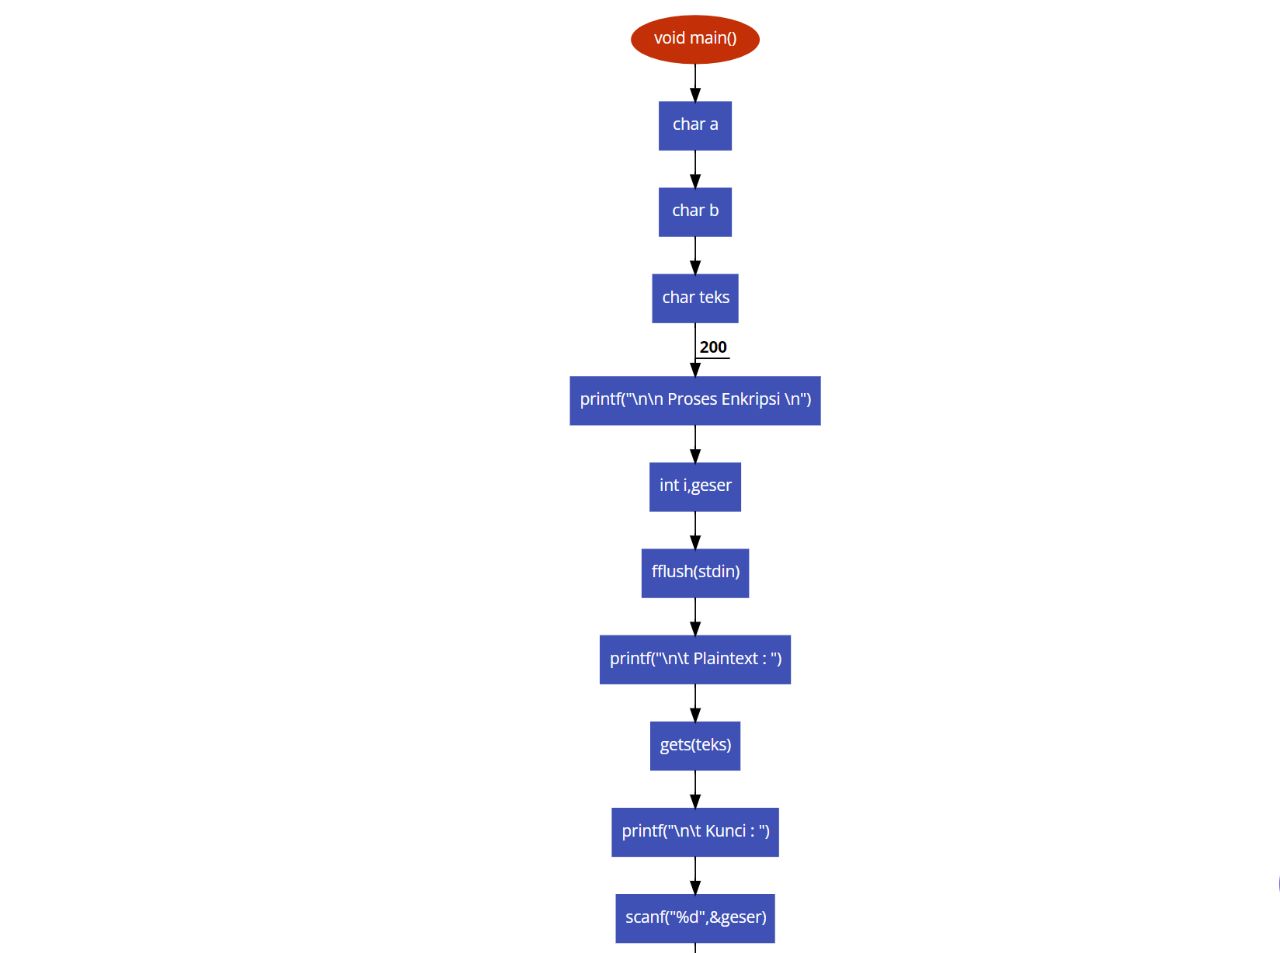 void main()
char a
char b
char teks
200
printf("\n\n Proses Enkripsi \n")
int i,geser
fflush(stdin)
printf("\n\t Plaintext : ")
gets(teks)
printf("\n\t Kunci : ")
scanf("%d",&geser)